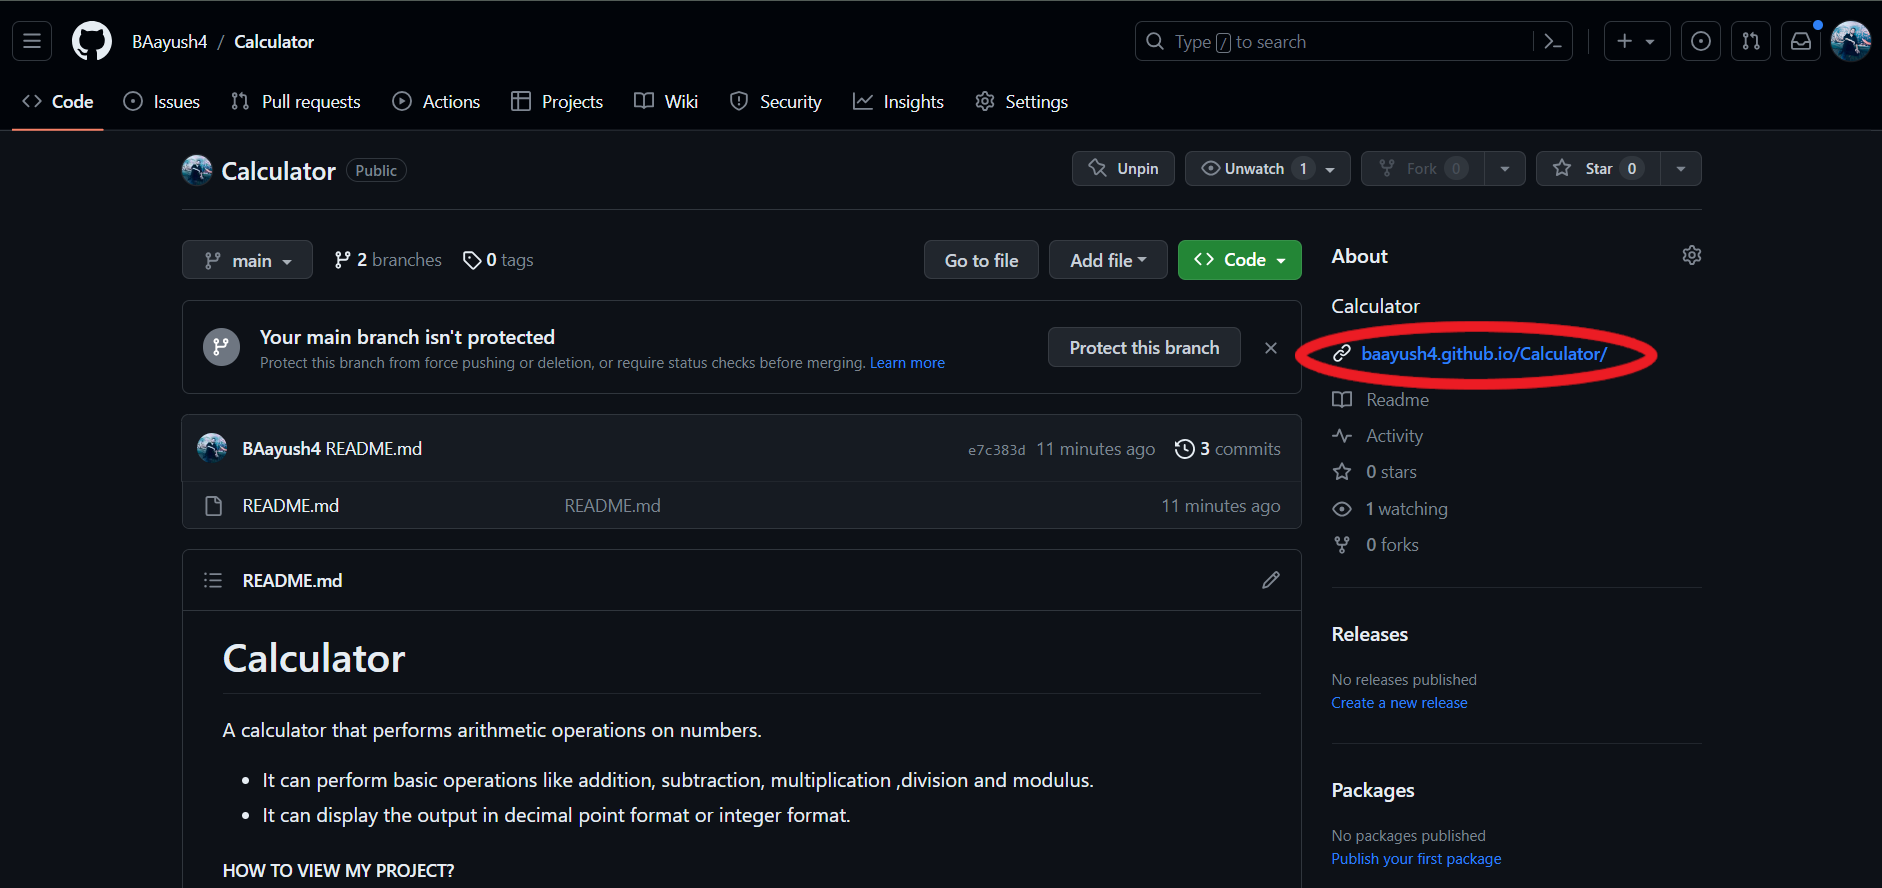 BAayush4 / Calculator
Type / to search
Code Issues Pull requests Actions Projects Wiki Security Insights Settings
Calculator Public
Unpin Unwatch 1 Fork 0 Star 0
main 2 branches 0 tags
Go to file Add file Code
Your main branch isn't protected
Protect this branch from force pushing or deletion, or require status checks before merging. Learn more
Protect this branch
BAayush4 README.md e7c383d 11 minutes ago 3 commits
README.md README.md 11 minutes ago
README.md
Calculator
A calculator that performs arithmetic operations on numbers.
• It can perform basic operations like addition, subtraction, multiplication ,division and modulus.
• It can display the output in decimal point format or integer format.
HOW TO VIEW MY PROJECT?
About
Calculator
baayush4.github.io/Calculator/
Readme
Activity
0 stars
1 watching
0 forks
Releases
No releases published
Create a new release
Packages
No packages published
Publish your first package